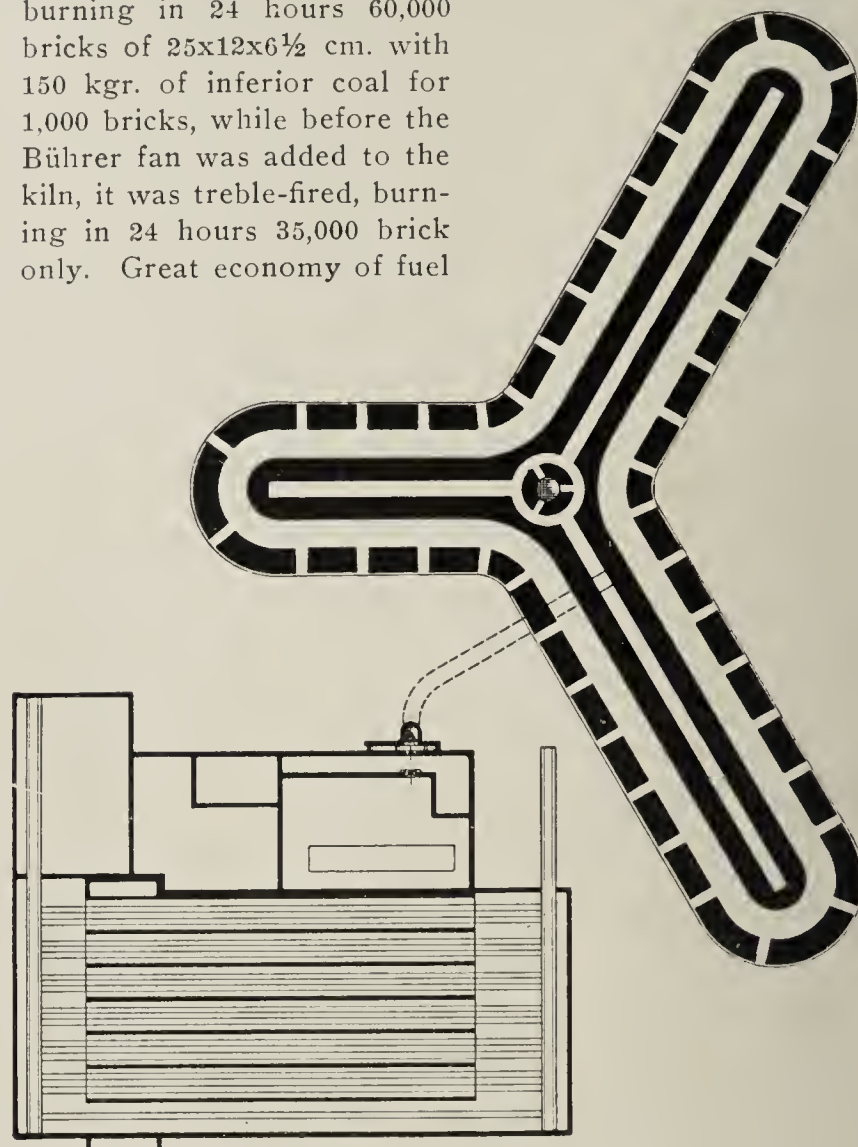 burning in 24 hours 60,000
bricks of 25x12x6½ cm. with
150 kgr. of inferior coal for
1,000 bricks, while before the
Bührer fan was added to the
kiln, it was treble-fired, burn-
ing in 24 hours 35,000 brick
only. Great economy of fuel